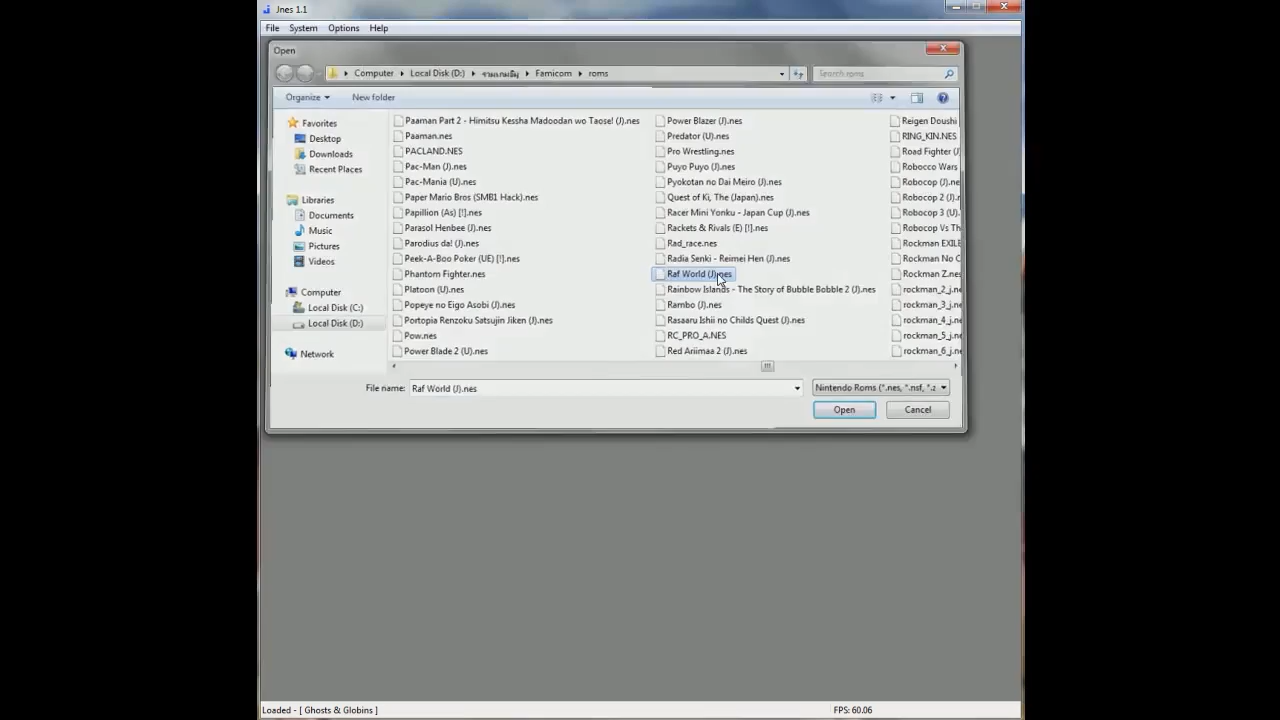 Jnes 1.1
File System Options Help
Open
Computer Local Disk (D:) รวมเกมส์ญี่ Famicom roms
Search roms
Organize New folder
Favorites
Desktop
Downloads
Recent Places
Libraries
Documents
Music
Pictures
Videos
Computer
Local Disk (C:)
Local Disk (D:)
Network
Paaman Part 2 - Himitsu Kessha Madoodan wo Taose! (J).nes
Paaman.nes
PACLAND.NES
Pac-Man (J).nes
Pac-Mania (U).nes
Paper Mario Bros (SMB1 Hack).nes
Papillion (As) [!].nes
Parasol Henbee (J).nes
Parodius da! (J).nes
Peek-A-Boo Poker (UE) [!].nes
Phantom Fighter.nes
Platoon (U).nes
Popeye no Eigo Asobi (J).nes
Portopia Renzoku Satsujin Jiken (J).nes
Pow.nes
Power Blade 2 (U).nes
Power Blazer (J).nes
Predator (U).nes
Pro Wrestling.nes
Puyo Puyo (J).nes
Pyokotan no Dai Meiro (J).nes
Quest of Ki, The (Japan).nes
Racer Mini Yonku - Japan Cup (J).nes
Rackets & Rivals (E) [!].nes
Rad_race.nes
Radia Senki - Reimei Hen (J).nes
Raf World (J).nes
Rainbow Islands - The Story of Bubble Bobble 2 (J).nes
Rambo (J).nes
Rasaaru Ishii no Childs Quest (J).nes
RC_PRO_A.NES
Red Ariimaa 2 (J).nes
Reigen Doushi
RING_KIN.NES
Road Fighter (J
Robocco Wars
Robocop (J).ne
Robocop 2 (J).
Robocop 3 (U).
Robocop Vs Th
Rockman EXILE
Rockman No C
Rockman Z.nes
rockman_2_j.ne
rockman_3_j.ne
rockman_4_j.ne
rockman_5_j.ne
rockman_6_j.ne
File name: Raf World (J).nes
Nintendo Roms (*.nes, *.nsf, *.z
Open Cancel
Loaded - [ Ghosts & Globins ] FPS: 60.06